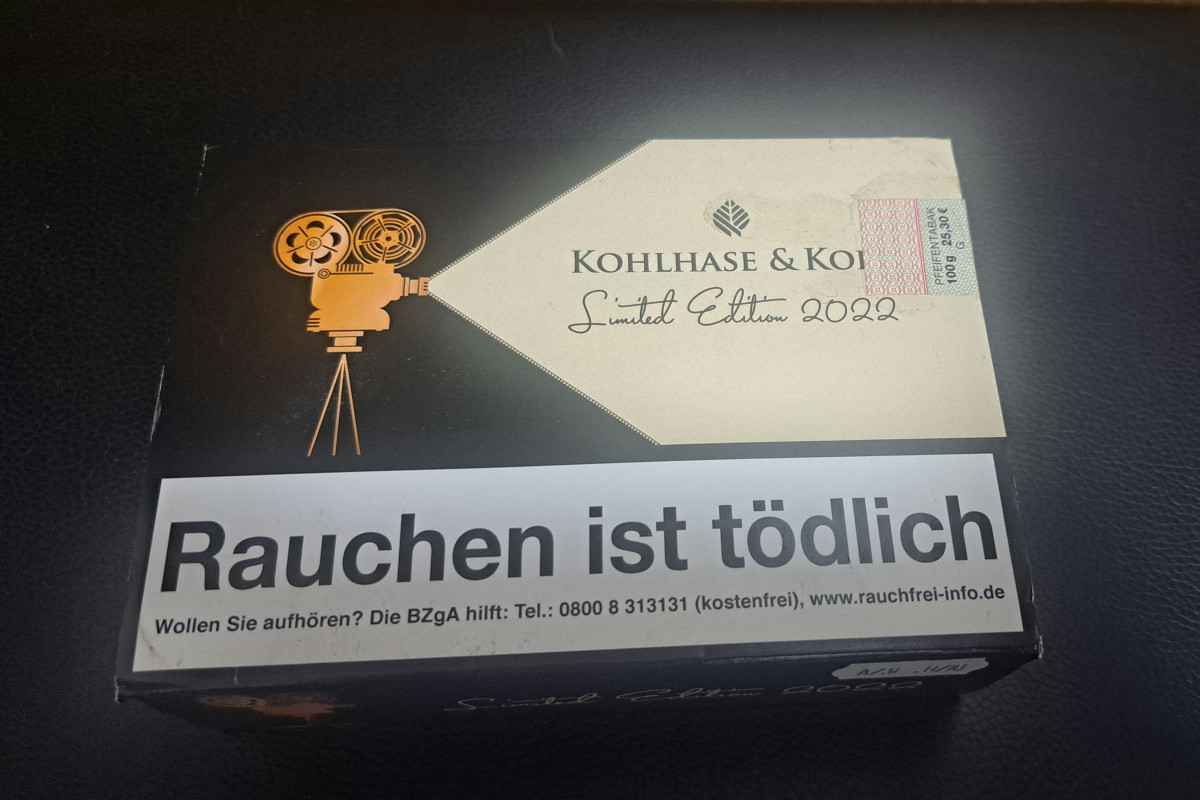 KOHLHASE & KO
Limited Edition 2022
PFEIFENTABAK
100g 25,30 €
G
Rauchen ist tödlich
Wollen Sie aufhören? Die BZgA hilft: Tel.: 0800 8 313131 (kostenfrei), www.rauchfrei-info.de
Limited Edition 2022